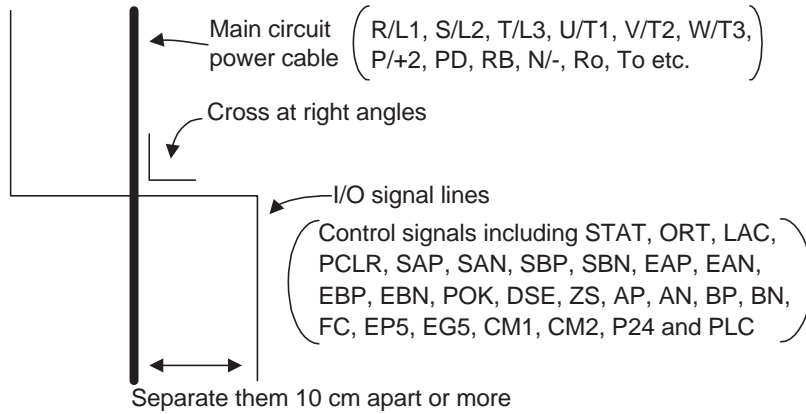 Main circuit
power cable
R/L1, S/L2, T/L3, U/T1, V/T2, W/T3,
P/+2, PD, RB, N/-, Ro, To etc.
Cross at right angles
I/O signal lines
Control signals including STAT, ORT, LAC,
PCLR, SAP, SAN, SBP, SBN, EAP, EAN,
EBP, EBN, POK, DSE, ZS, AP, AN, BP, BN,
FC, EP5, EG5, CM1, CM2, P24 and PLC
Separate them 10 cm apart or more